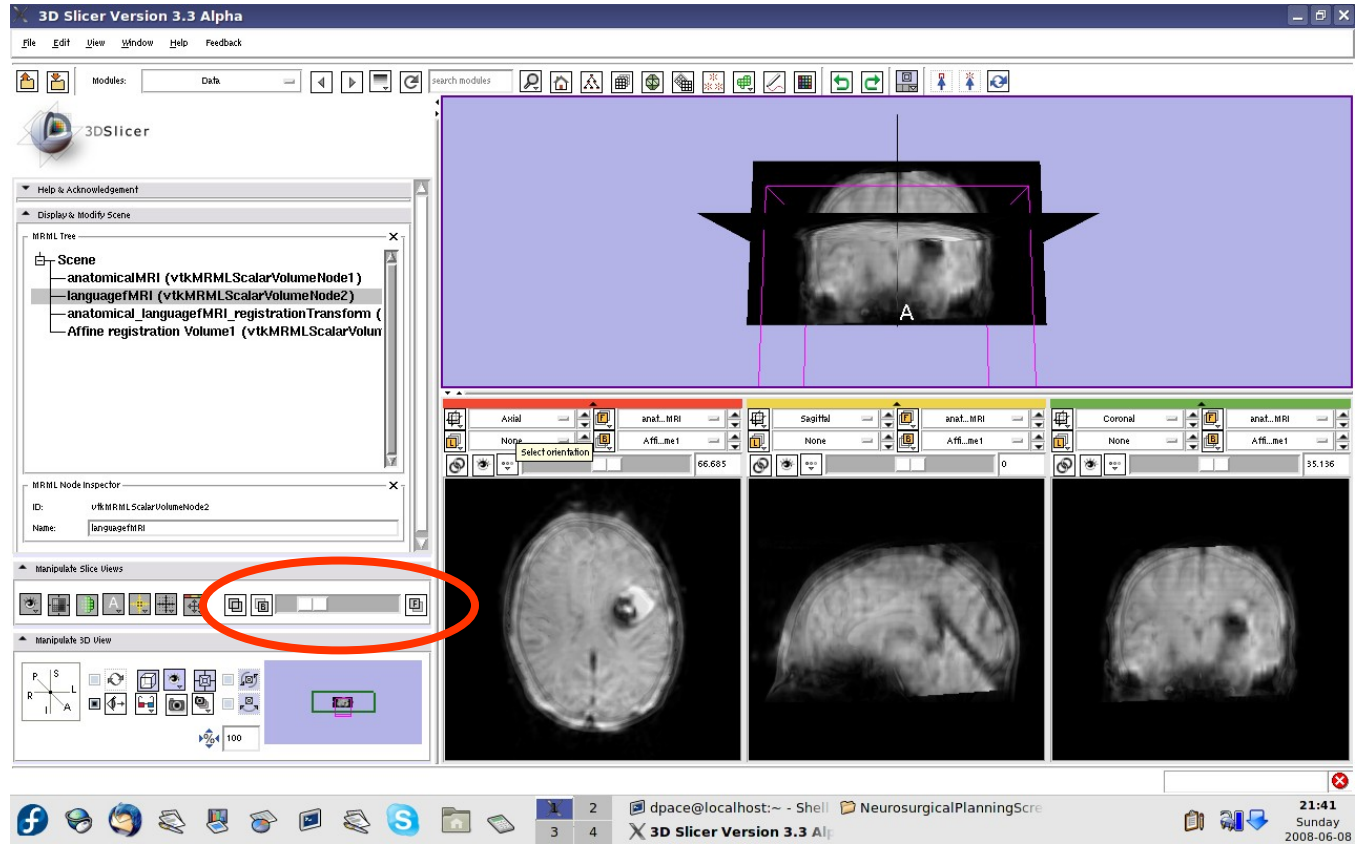 3D Slicer Version 3.3 Alpha
File Edit View Window Help Feedback
Modules: Data search modules
3DSlicer
Help & Acknowledgement
Display & Modify Scene
MRML Tree
Scene
anatomicalMRI (vtkMRMLScalarVolumeNode1)
languagefMRI (vtkMRMLScalarVolumeNode2)
anatomical_languagefMRI_registrationTransform (
Affine registration Volume1 (vtkMRMLScalarVolum
MRML Node Inspector
ID: vtkMRMLScalarVolumeNode2
Name: languagefMRI
Manipulate Slice Views
A B F
Manipulate 3D View
P S
R L
I A
100
A
Axial F anat...MRI
L None B Affi...me1
Select orientation
66.685
Sagittal F anat...MRI
L None B Affi...me1
0
Coronal F anat...MRI
L None B Affi...me1
35.136
1 2
3 4
dpace@localhost:~ - Shell
NeurosurgicalPlanningScre
3D Slicer Version 3.3 Alp
21:41
Sunday
2008-06-08